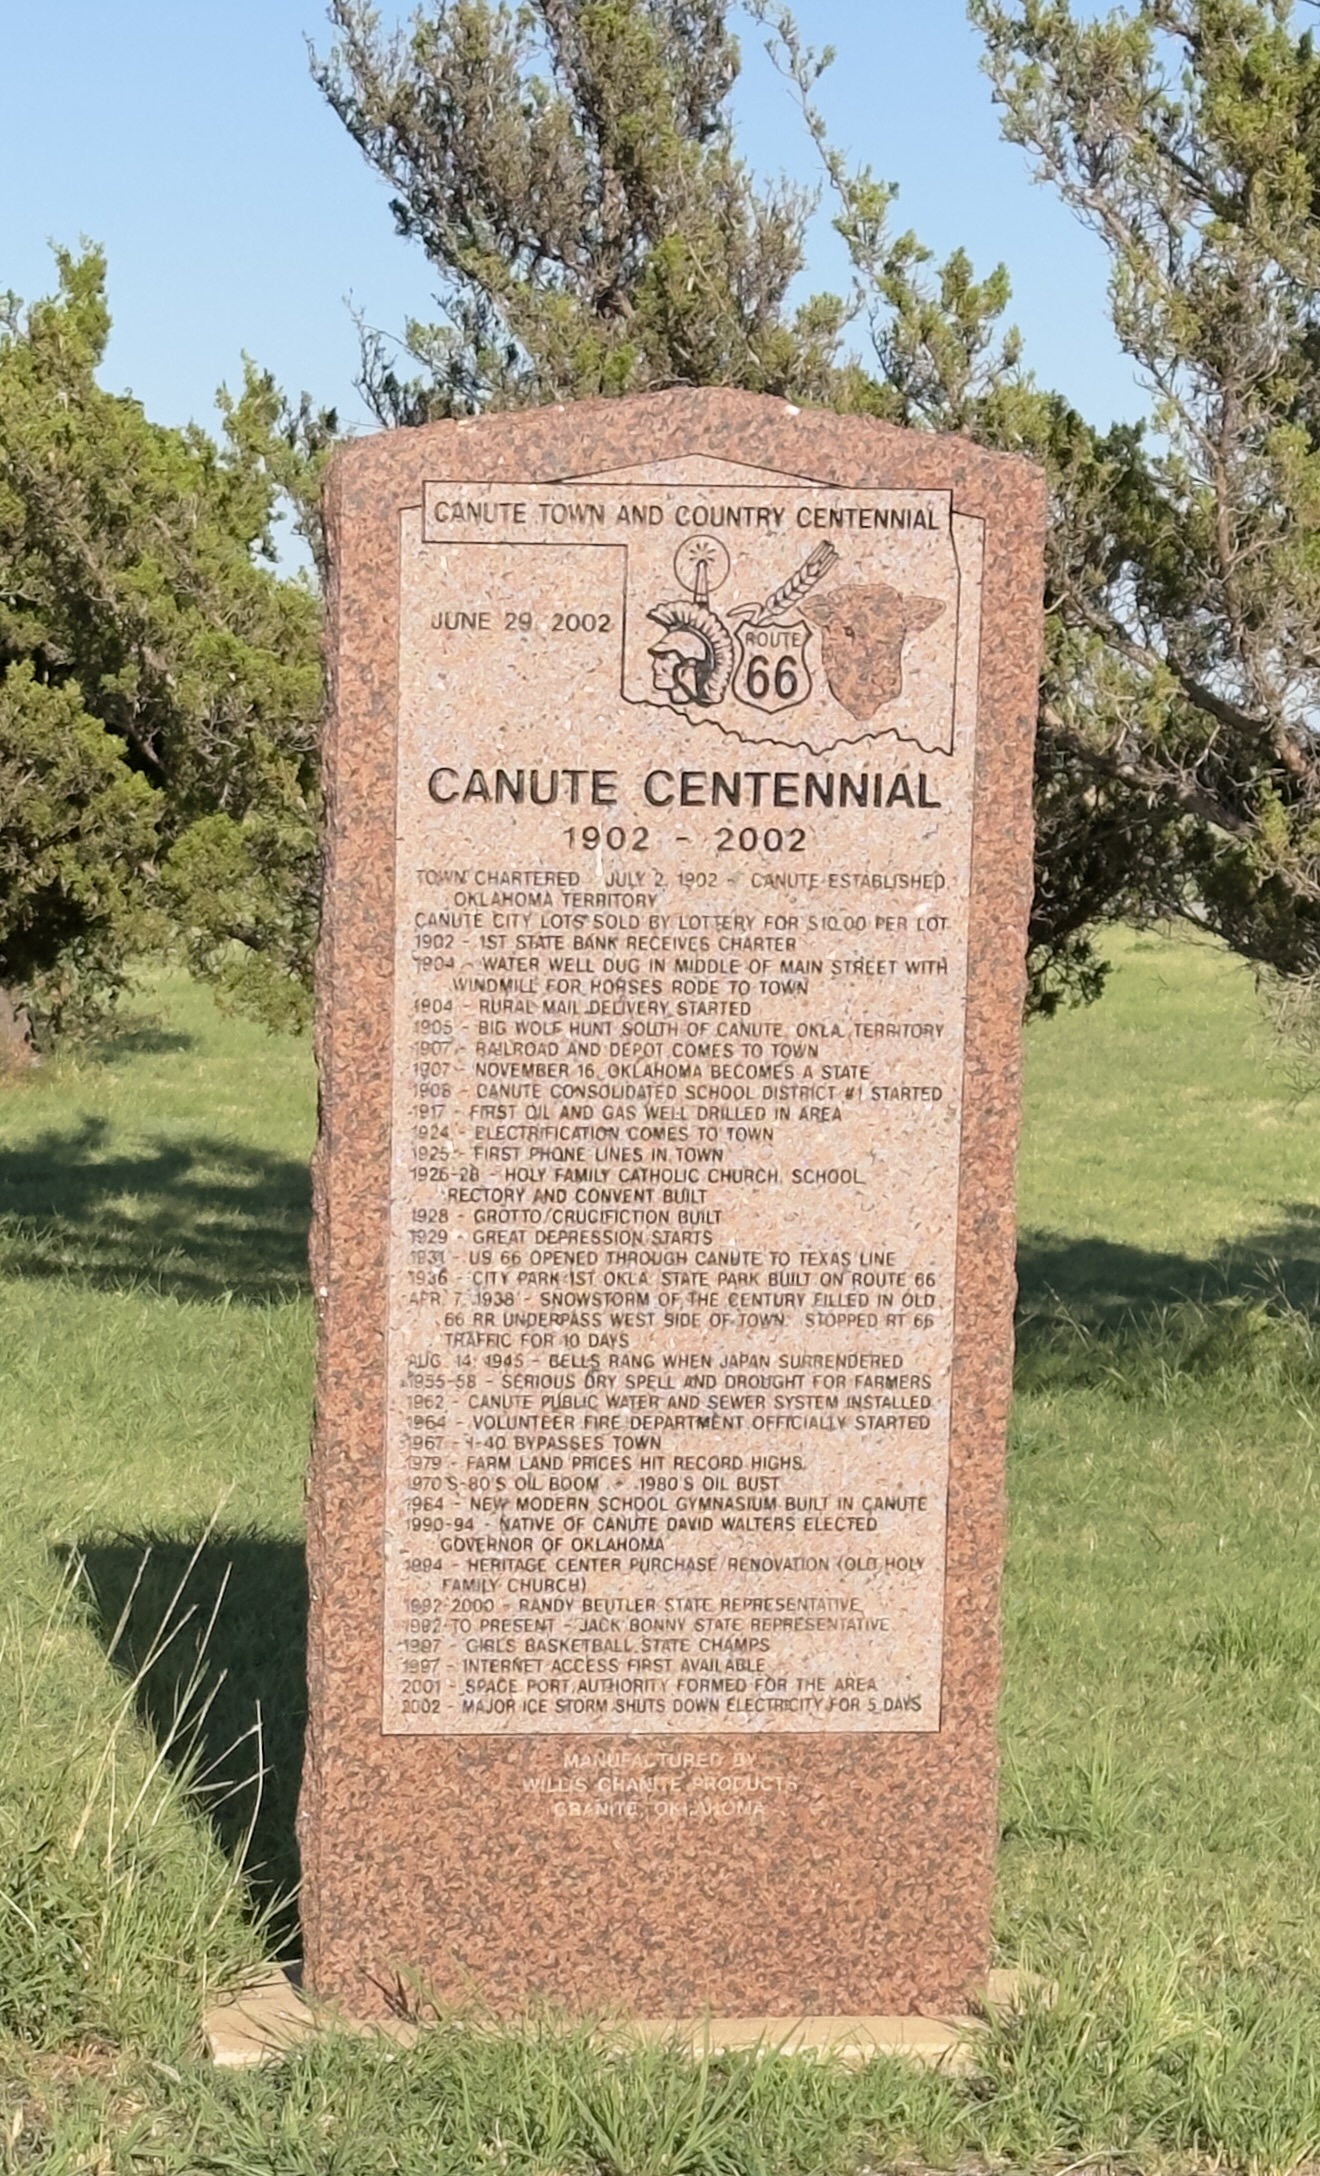 CANUTE TOWN AND COUNTRY CENTENNIAL
JUNE 29, 2002
ROUTE
66
CANUTE CENTENNIAL
1902 - 2002
TOWN CHARTERED - JULY 2, 1902 - CANUTE ESTABLISHED,
OKLAHOMA TERRITORY
CANUTE CITY LOTS SOLD BY LOTTERY FOR $10.00 PER LOT
1902 - 1ST STATE BANK RECEIVES CHARTER
1904 - WATER WELL DUG IN MIDDLE OF MAIN STREET WITH
WINDMILL FOR HORSES RODE TO TOWN
1904 - RURAL MAIL DELIVERY STARTED
1905 - BIG WOLF HUNT SOUTH OF CANUTE, OKLA. TERRITORY
1907 - RAILROAD AND DEPOT COMES TO TOWN
1907 - NOVEMBER 16, OKLAHOMA BECOMES A STATE
1908 - CANUTE CONSOLIDATED SCHOOL DISTRICT #1 STARTED
1917 - FIRST OIL AND GAS WELL DRILLED IN AREA
1924 - ELECTRIFICATION COMES TO TOWN
1925 - FIRST PHONE LINES IN TOWN
1926-28 - HOLY FAMILY CATHOLIC CHURCH, SCHOOL,
RECTORY AND CONVENT BUILT
1928 - GROTTO/CRUCIFICTION BUILT
1929 - GREAT DEPRESSION STARTS
1931 - US 66 OPENED THROUGH CANUTE TO TEXAS LINE
1936 - CITY PARK 1ST OKLA. STATE PARK BUILT ON ROUTE 66
APR. 7, 1938 - SNOWSTORM OF THE CENTURY FILLED IN OLD
66 RR UNDERPASS WEST SIDE OF TOWN. STOPPED RT 66
TRAFFIC FOR 10 DAYS
AUG. 14, 1945 - BELLS RANG WHEN JAPAN SURRENDERED
1955-58 - SERIOUS DRY SPELL AND DROUGHT FOR FARMERS
1962 - CANUTE PUBLIC WATER AND SEWER SYSTEM INSTALLED
1964 - VOLUNTEER FIRE DEPARTMENT OFFICIALLY STARTED
1967 - I-40 BYPASSES TOWN
1979 - FARM LAND PRICES HIT RECORD HIGHS.
1970'S-80'S OIL BOOM - 1980'S OIL BUST
1984 - NEW MODERN SCHOOL GYMNASIUM BUILT IN CANUTE
1990-94 - NATIVE OF CANUTE DAVID WALTERS ELECTED
GOVERNOR OF OKLAHOMA
1994 - HERITAGE CENTER PURCHASE/RENOVATION (OLD HOLY
FAMILY CHURCH)
1992-2000 - RANDY BEUTLER STATE REPRESENTATIVE
1992-TO PRESENT - JACK BONNY STATE REPRESENTATIVE
1997 - GIRLS BASKETBALL STATE CHAMPS
1997 - INTERNET ACCESS FIRST AVAILABLE
2001 - SPACE PORT AUTHORITY FORMED FOR THE AREA
2002 - MAJOR ICE STORM SHUTS DOWN ELECTRICITY FOR 5 DAYS
MANUFACTURED BY
WILLIS GRANITE PRODUCTS
GRANITE, OKLAHOMA